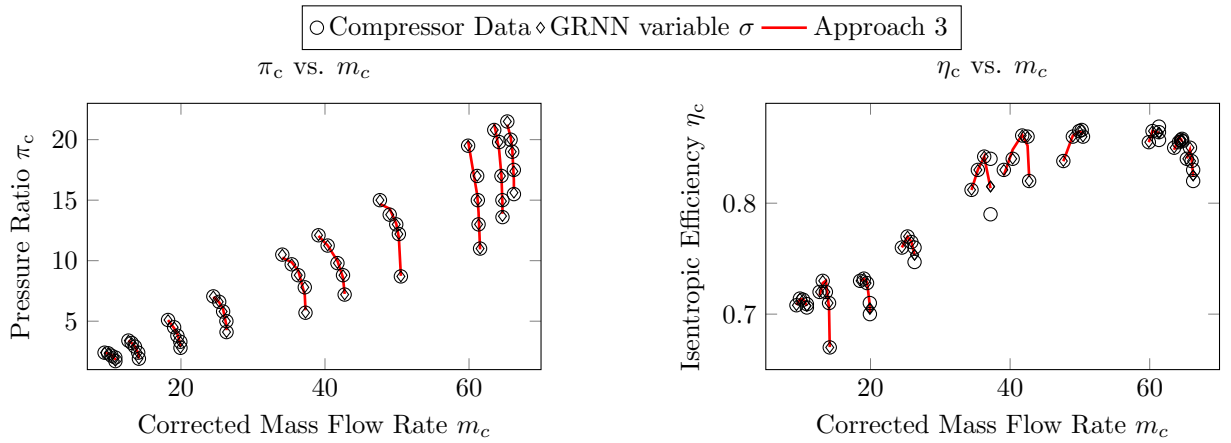 Compressor Data GRNN variable σ Approach 3
π_c vs. m_c
η_c vs. m_c
Pressure Ratio π_c
20
15
10
5
20 40 60
Corrected Mass Flow Rate m_c
Isentropic Efficiency η_c
0.8
0.7
20 40 60
Corrected Mass Flow Rate m_c